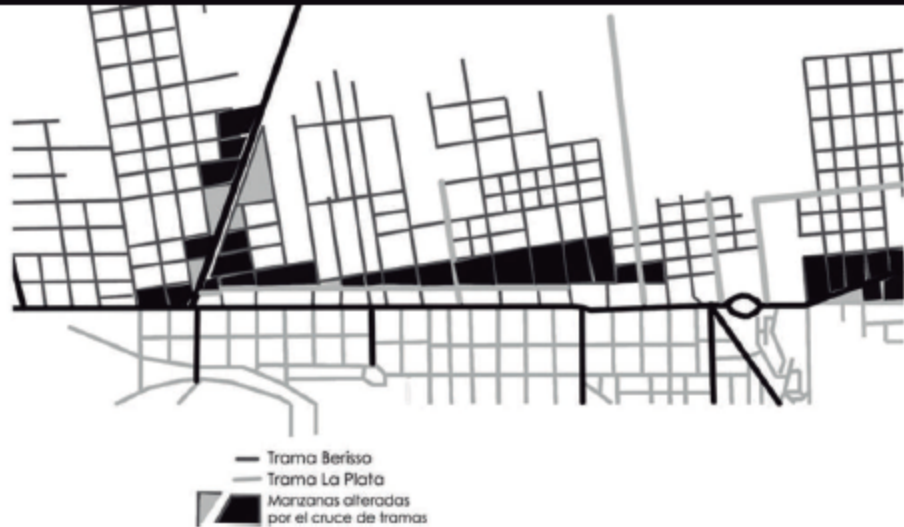 Trama Berisso
Trama La Plata
Manzanas alteradas
por el cruce de tramas